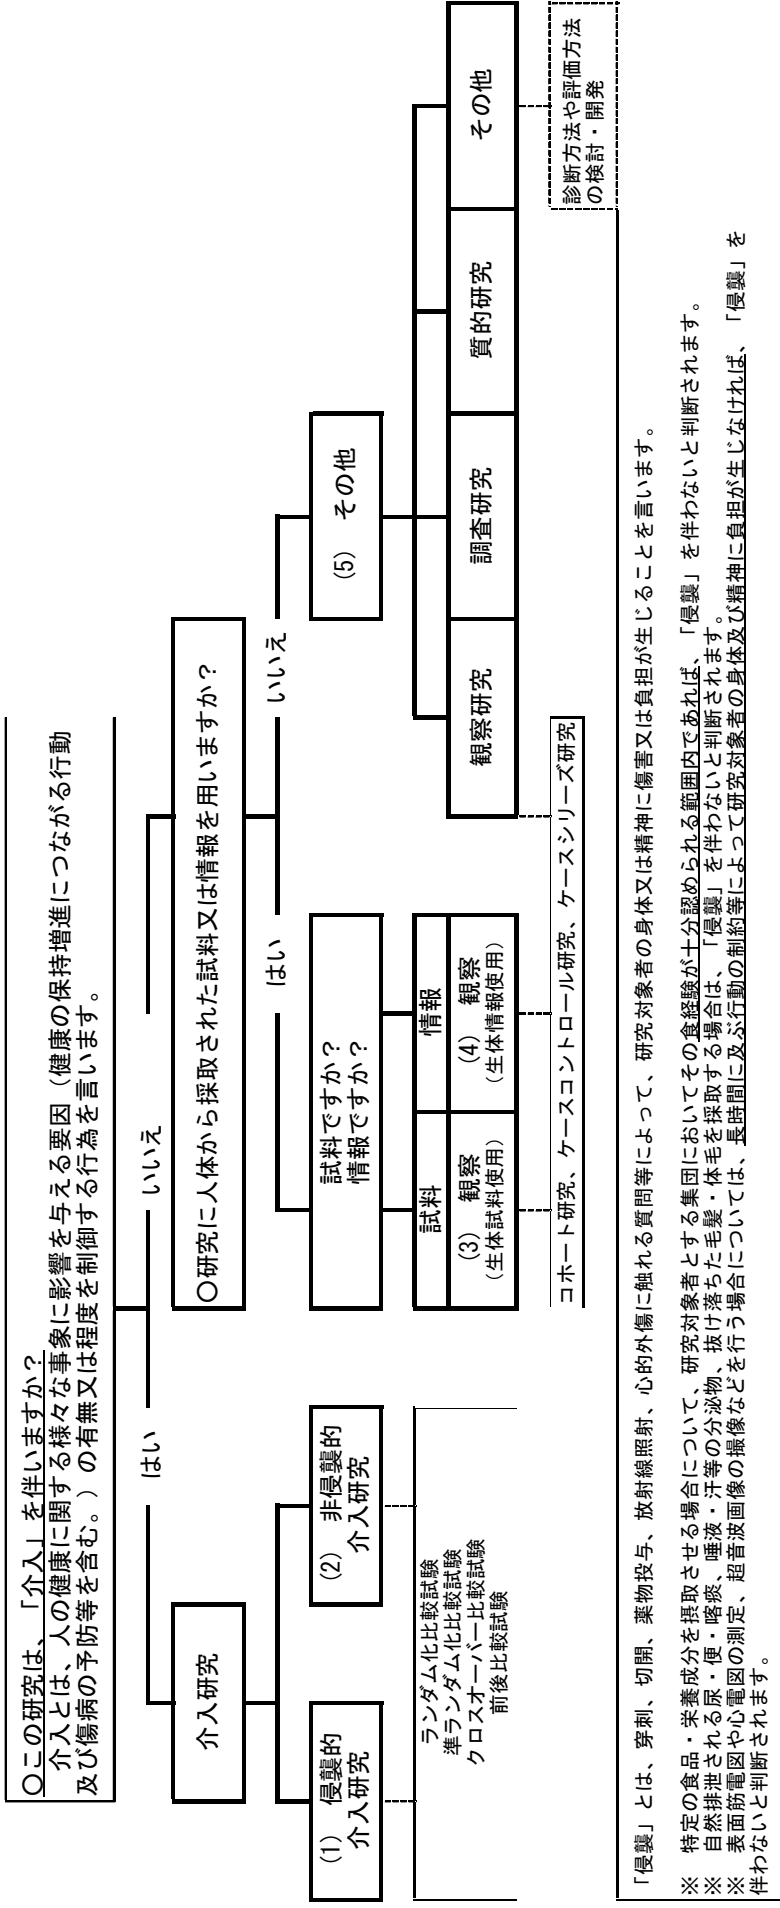 〇この研究は、「介入」を伴いますか？
介入とは、人の健康に関する様々な事象に影響を与える要因（健康の保持増進につながる行動
及び傷病の予防等を含む。）の有無又は程度を制御する行為を言います。
はい
いいえ
介入研究
〇研究に人体から採取された試料又は情報を用いますか？
はい
いいえ
(1) 侵襲的
介入研究
(2) 非侵襲的
介入研究
試料ですか？
情報ですか？
(5) その他
ランダム化比較試験
準ランダム化比較試験
クロスオーバー比較試験
前後比較試験
試料
情報
(3) 観察
（生体試料使用）
(4) 観察
（生体情報使用）
観察研究
調査研究
質的研究
その他
コホート研究、ケースコントロール研究、ケースシリーズ研究
診断方法や評価方法
の検討・開発
「侵襲」とは、穿刺、切開、薬物投与、放射線照射、心的外傷に触れる質問等によって、研究対象者の身体又は精神に傷害又は負担が生じることを言います。
※ 特定の食品・栄養成分を摂取させる場合について、研究対象者とする集団においてその食経験が十分認められる範囲内であれば、「侵襲」を伴わないと判断されます。
※ 自然排泄される尿・便・喀痰、唾液・汗等の分泌物、抜け落ちた毛髪・体毛を採取する場合は、「侵襲」を伴わないと判断されます。
※ 表面筋電図や心電図の測定、超音波画像の撮像などを行う場合については、長時間に及ぶ行動の制約等によって研究対象者の身体及び精神に負担が生じなければ、「侵襲」を
伴わないと判断されます。